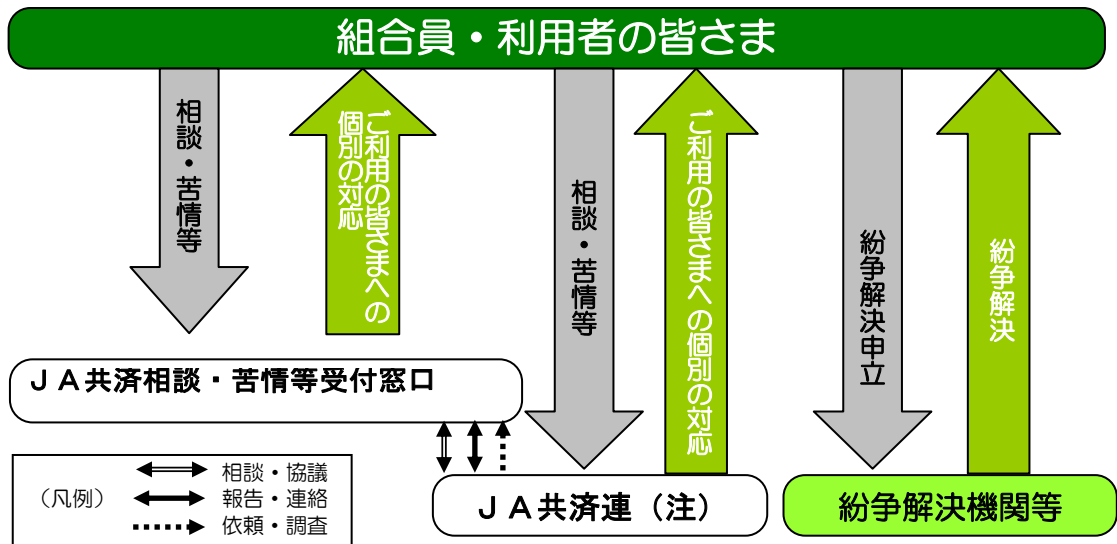 組合員・利用者の皆さま
相談・苦情等
ご利用の皆さまへの
個別の対応
相談・苦情等
ご利用の皆さまへの個別の対応
紛争解決申立
紛争解決
ＪＡ共済相談・苦情等受付窓口
（凡例）
相談・協議
報告・連絡
依頼・調査
ＪＡ共済連（注）
紛争解決機関等